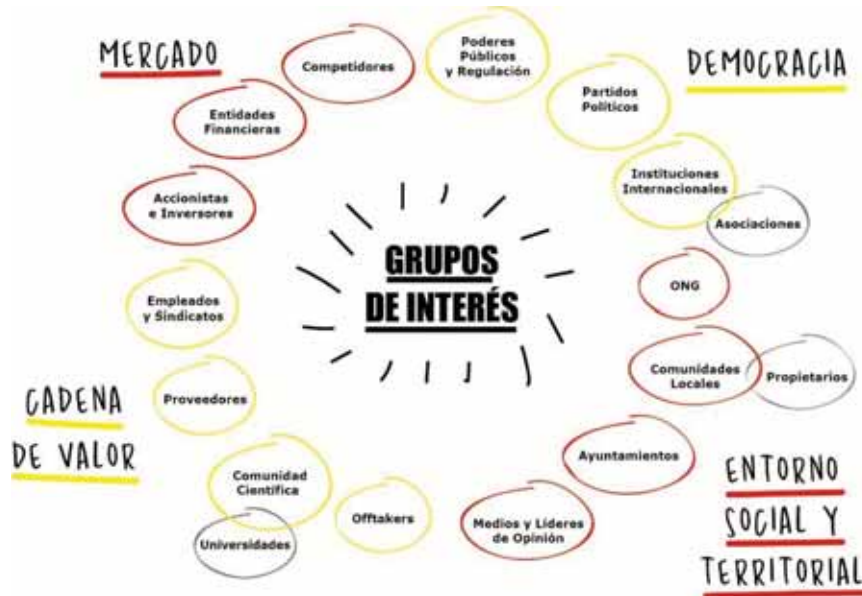 MERCADO
Competidores
Poderes
Públicos
y Regulación
DEMOCRACIA
Partidos
Políticos
Entidades
Financieras
Instituciones
Internacionales
Accionistas
e Inversores
Asociaciones
GRUPOS
DE INTERÉS
ONG
Empleados
y Sindicatos
Comunidades
Locales
Propietarios
CADENA
DE VALOR
Proveedores
Ayuntamientos
ENTORNO
SOCIAL Y
TERRITORIAL
Comunidad
Científica
Universidades
Offtakers
Medios y Líderes
de Opinión